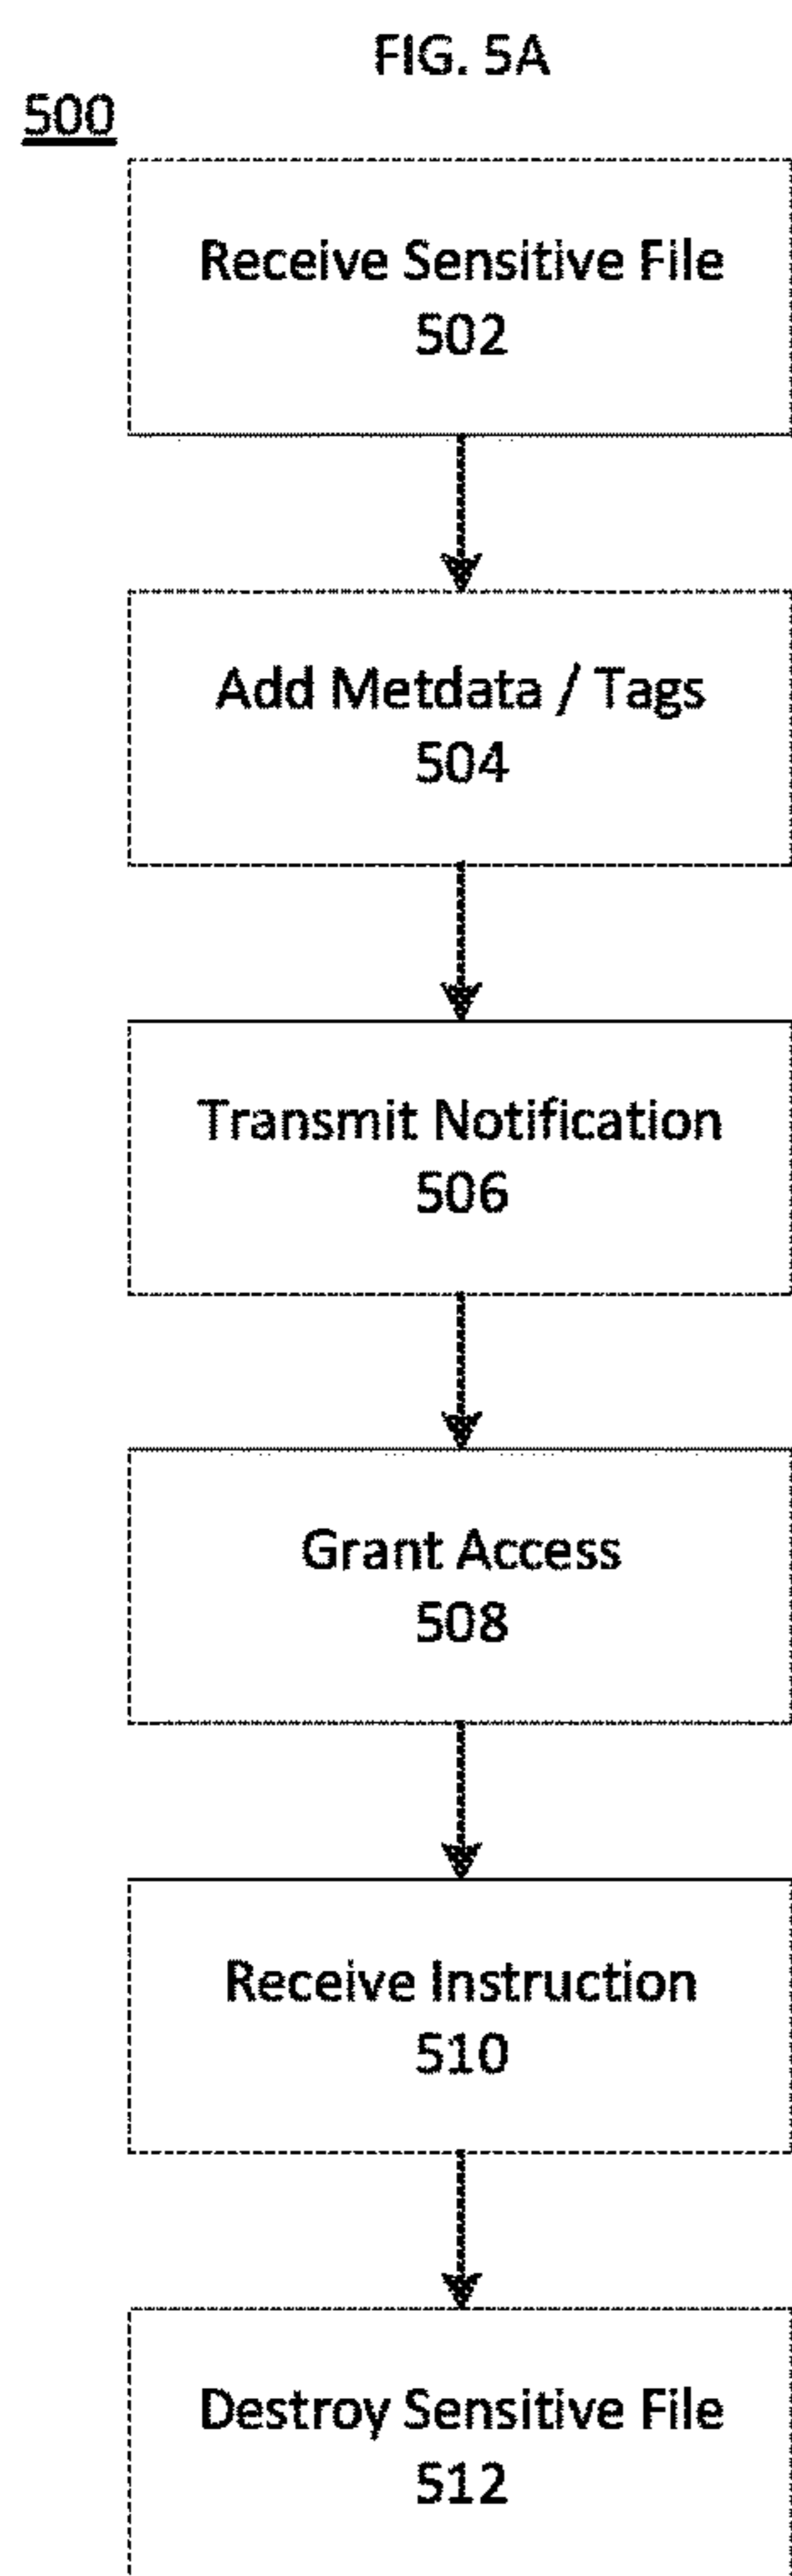 FIG. 5A
500
Receive Sensitive File
502
Add Metdata / Tags
504
Transmit Notification
506
Grant Access
508
Receive Instruction
510
Destroy Sensitive File
512